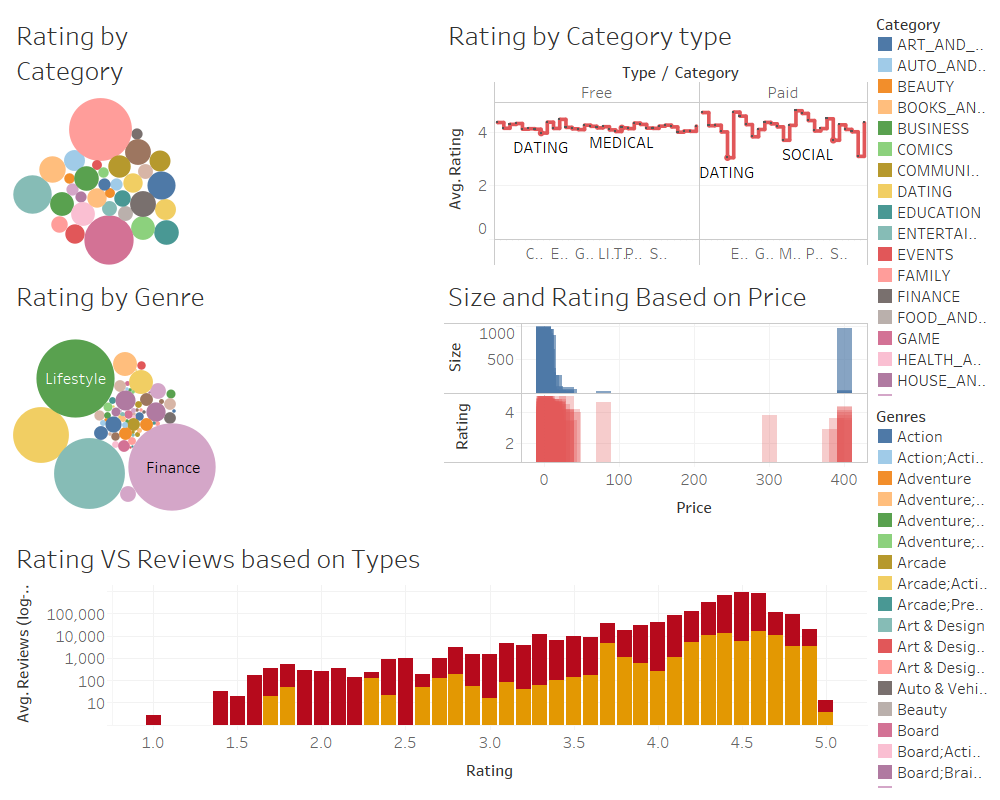 Rating by
Category
Rating by Category type
Type / Category
Free
Paid
Avg. Rating
4
2
0
DATING
MEDICAL
DATING
SOCIAL
C.. E.. G.. LI.T.P.. S..
E.. G.. M.. P.. S..
Rating by Genre
Lifestyle
Finance
Size and Rating Based on Price
Size
1000
500
Rating
4
2
0 100 200 300 400
Price
Rating VS Reviews based on Types
Avg. Reviews (log-..
100,000
10,000
1,000
100
10
1.0 1.5 2.0 2.5 3.0 3.5 4.0 4.5 5.0
Rating
Category
ART_AND_..
AUTO_AND..
BEAUTY
BOOKS_AN..
BUSINESS
COMICS
COMMUNI..
DATING
EDUCATION
ENTERTAI..
EVENTS
FAMILY
FINANCE
FOOD_AND..
GAME
HEALTH_A..
HOUSE_AN..
Genres
Action
Action;Acti..
Adventure
Adventure;..
Adventure;..
Adventure;..
Arcade
Arcade;Acti..
Arcade;Pre..
Art & Design
Art & Desig..
Art & Desig..
Auto & Vehi..
Beauty
Board
Board;Acti..
Board;Brai..